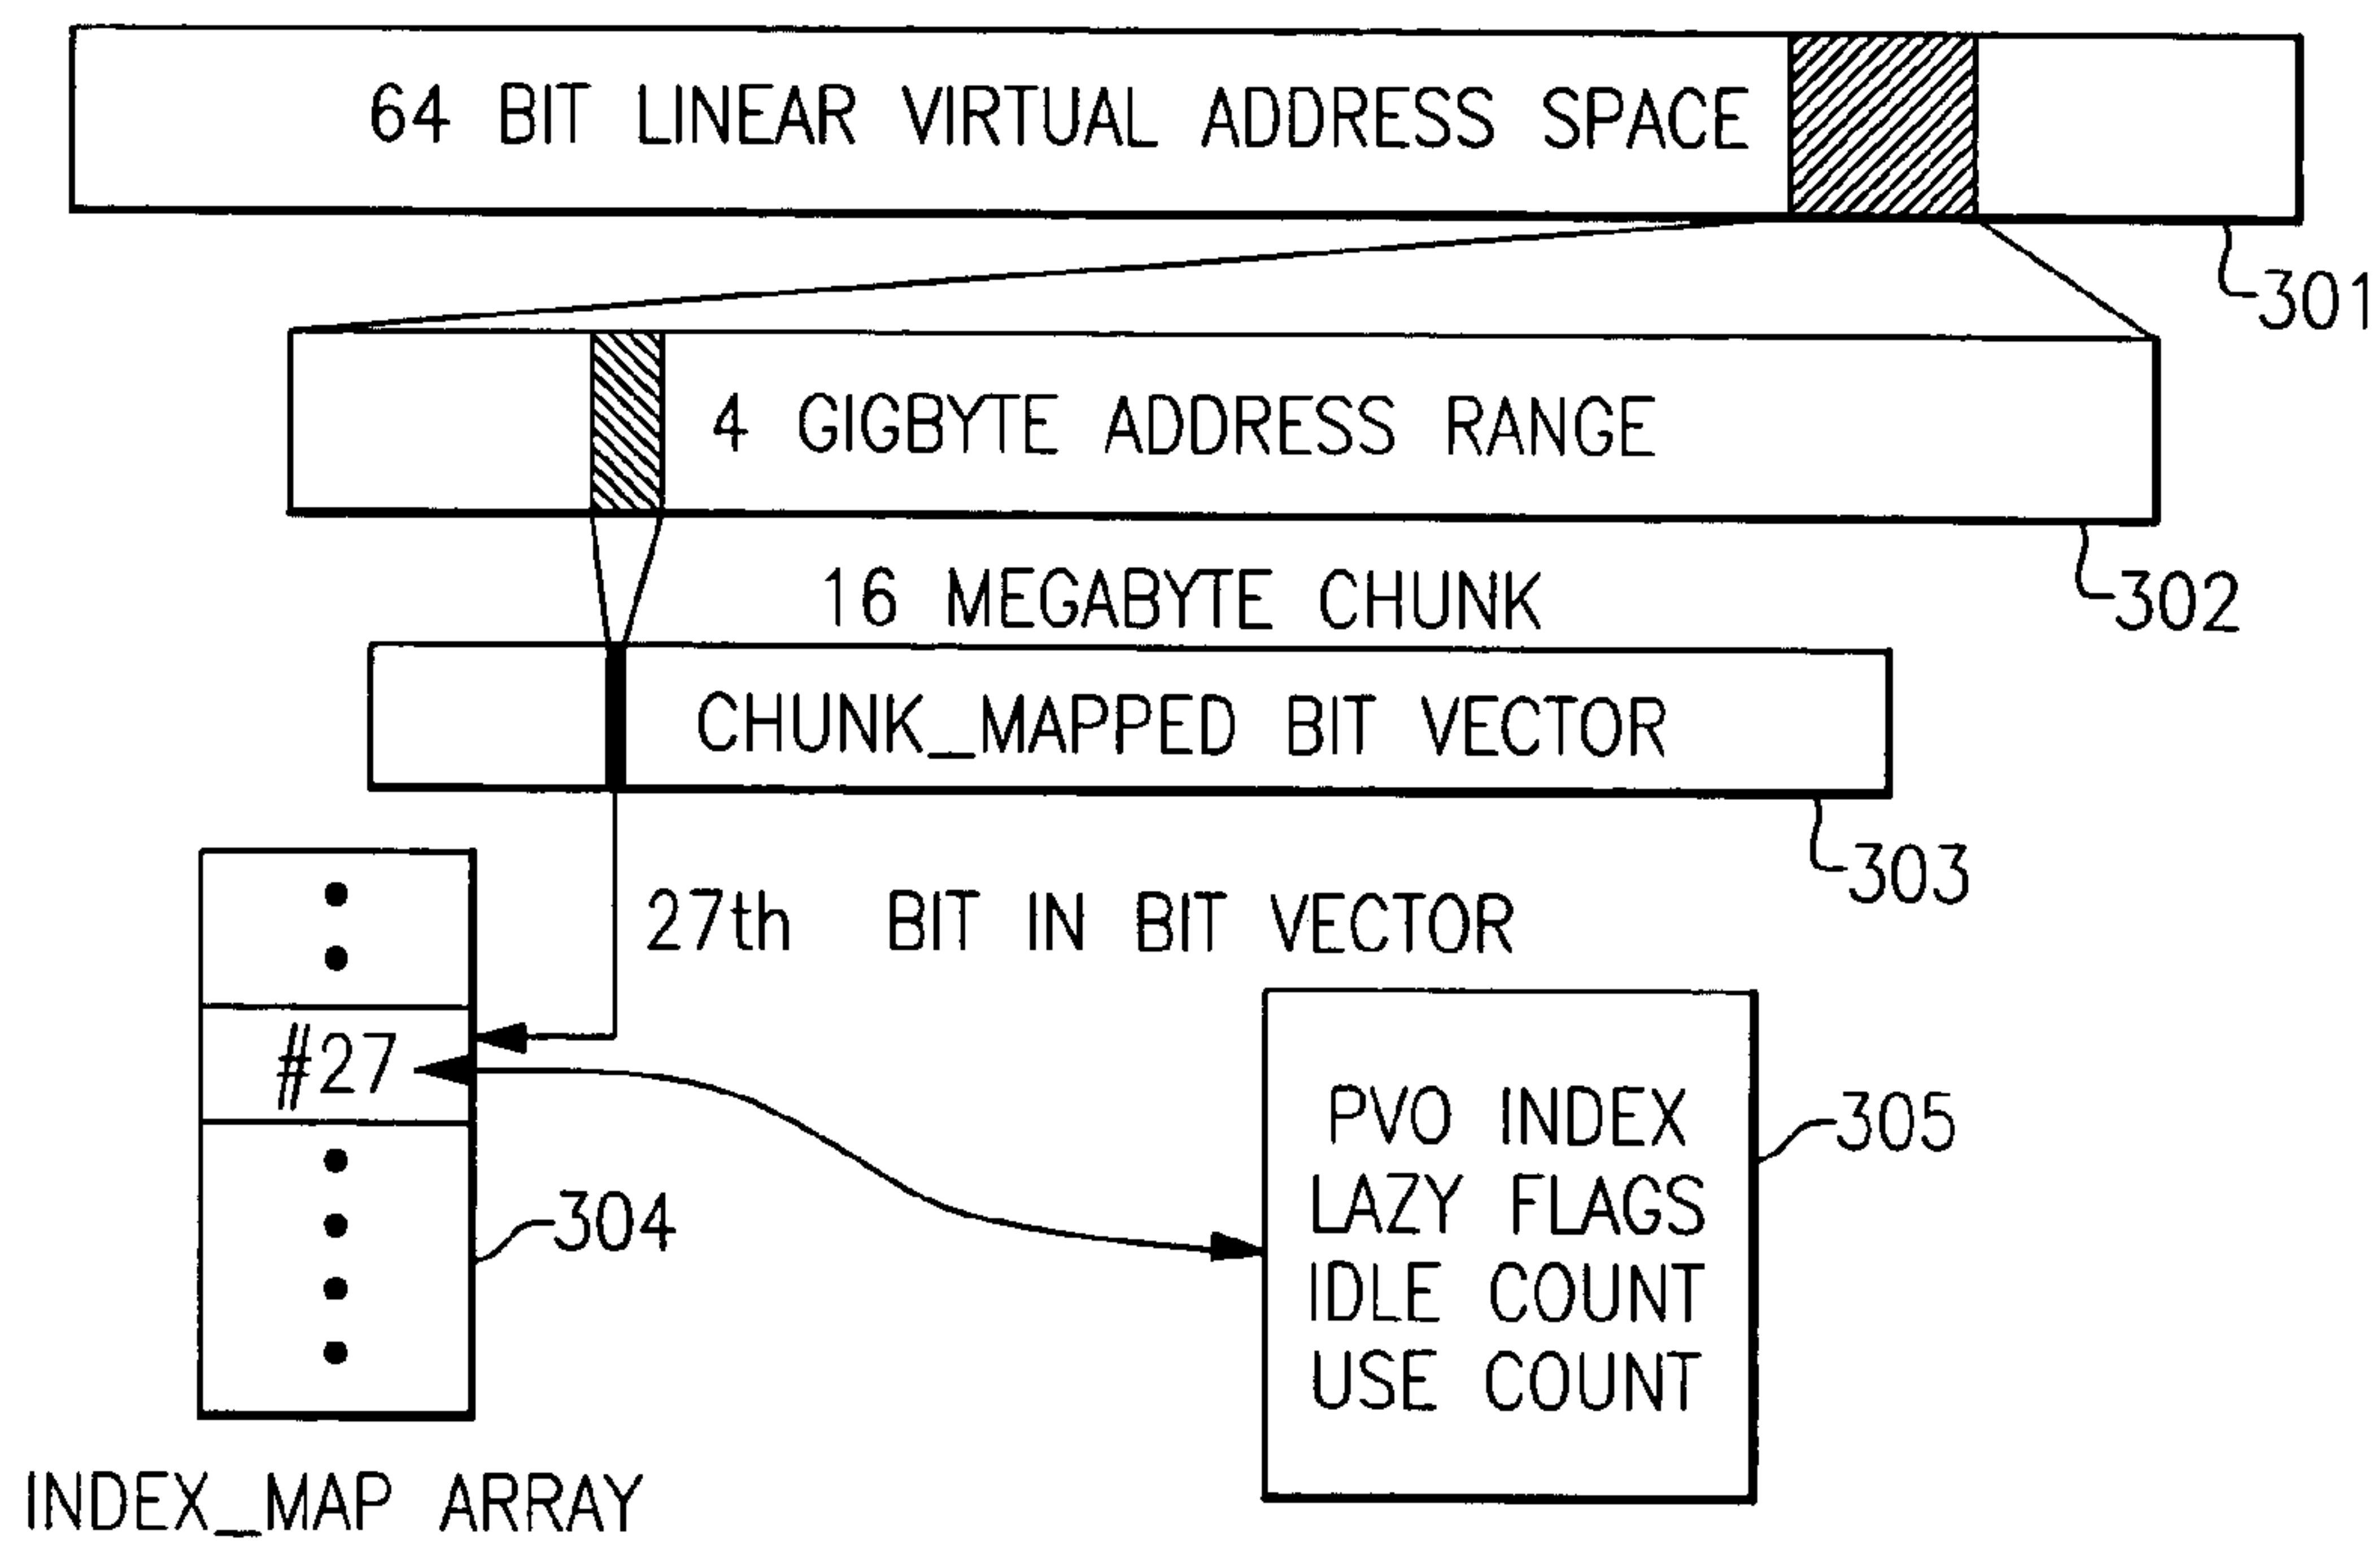 64 BIT LINEAR VIRTUAL ADDRESS SPACE
301
4 GIGBYTE ADDRESS RANGE
302
16 MEGABYTE CHUNK
CHUNK_MAPPED BIT VECTOR
303
27th BIT IN BIT VECTOR
#27
304
INDEX_MAP ARRAY
PVO INDEX
LAZY FLAGS
IDLE COUNT
USE COUNT
305